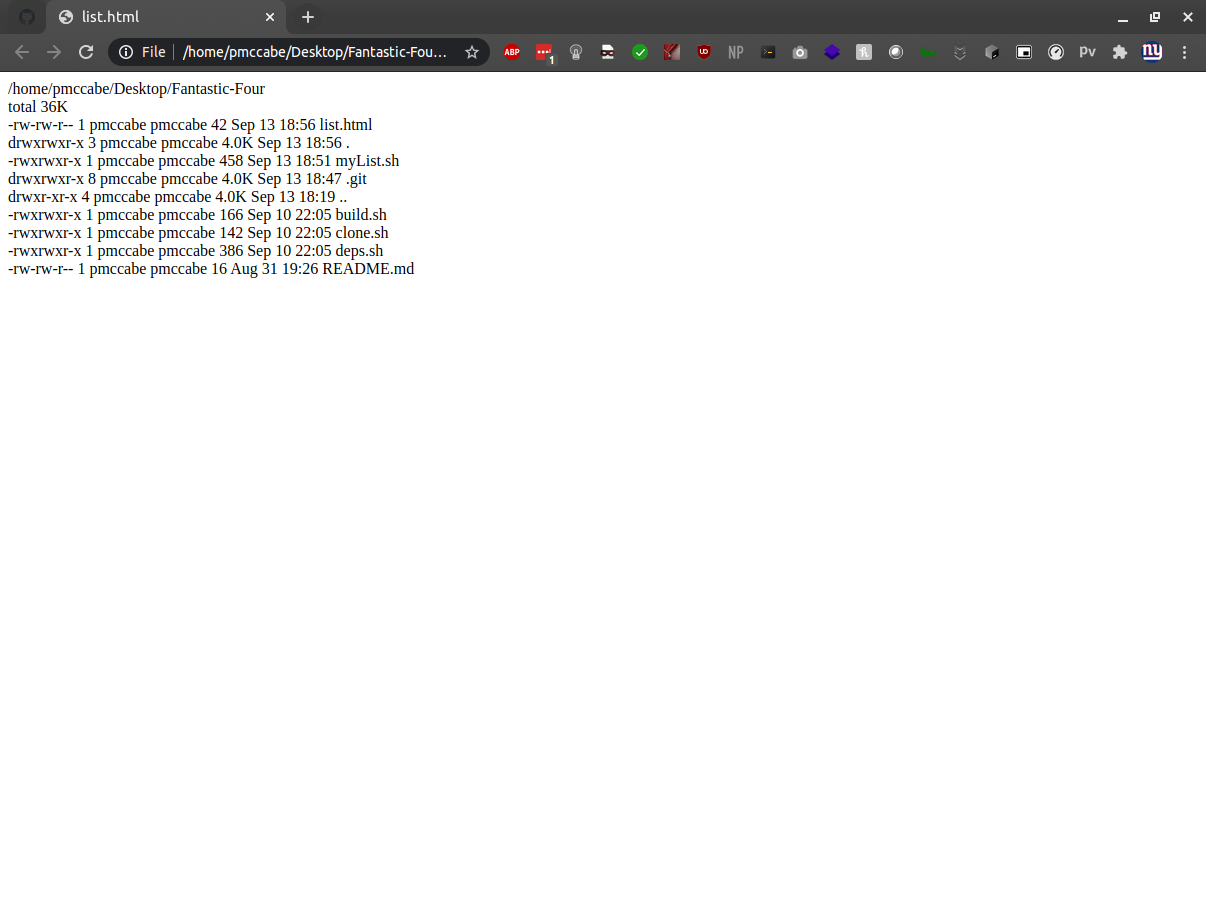 list.html
File
/home/pmccabe/Desktop/Fantastic-Fou...
ABP
1
UD
NP
Pv
ny
/home/pmccabe/Desktop/Fantastic-Four
total 36K
-rw-rw-r-- 1 pmccabe pmccabe 42 Sep 13 18:56 list.html
drwxrwxr-x 3 pmccabe pmccabe 4.0K Sep 13 18:56 .
-rwxrwxr-x 1 pmccabe pmccabe 458 Sep 13 18:51 myList.sh
drwxrwxr-x 8 pmccabe pmccabe 4.0K Sep 13 18:47 .git
drwxr-xr-x 4 pmccabe pmccabe 4.0K Sep 13 18:19 ..
-rwxrwxr-x 1 pmccabe pmccabe 166 Sep 10 22:05 build.sh
-rwxrwxr-x 1 pmccabe pmccabe 142 Sep 10 22:05 clone.sh
-rwxrwxr-x 1 pmccabe pmccabe 386 Sep 10 22:05 deps.sh
-rw-rw-r-- 1 pmccabe pmccabe 16 Aug 31 19:26 README.md